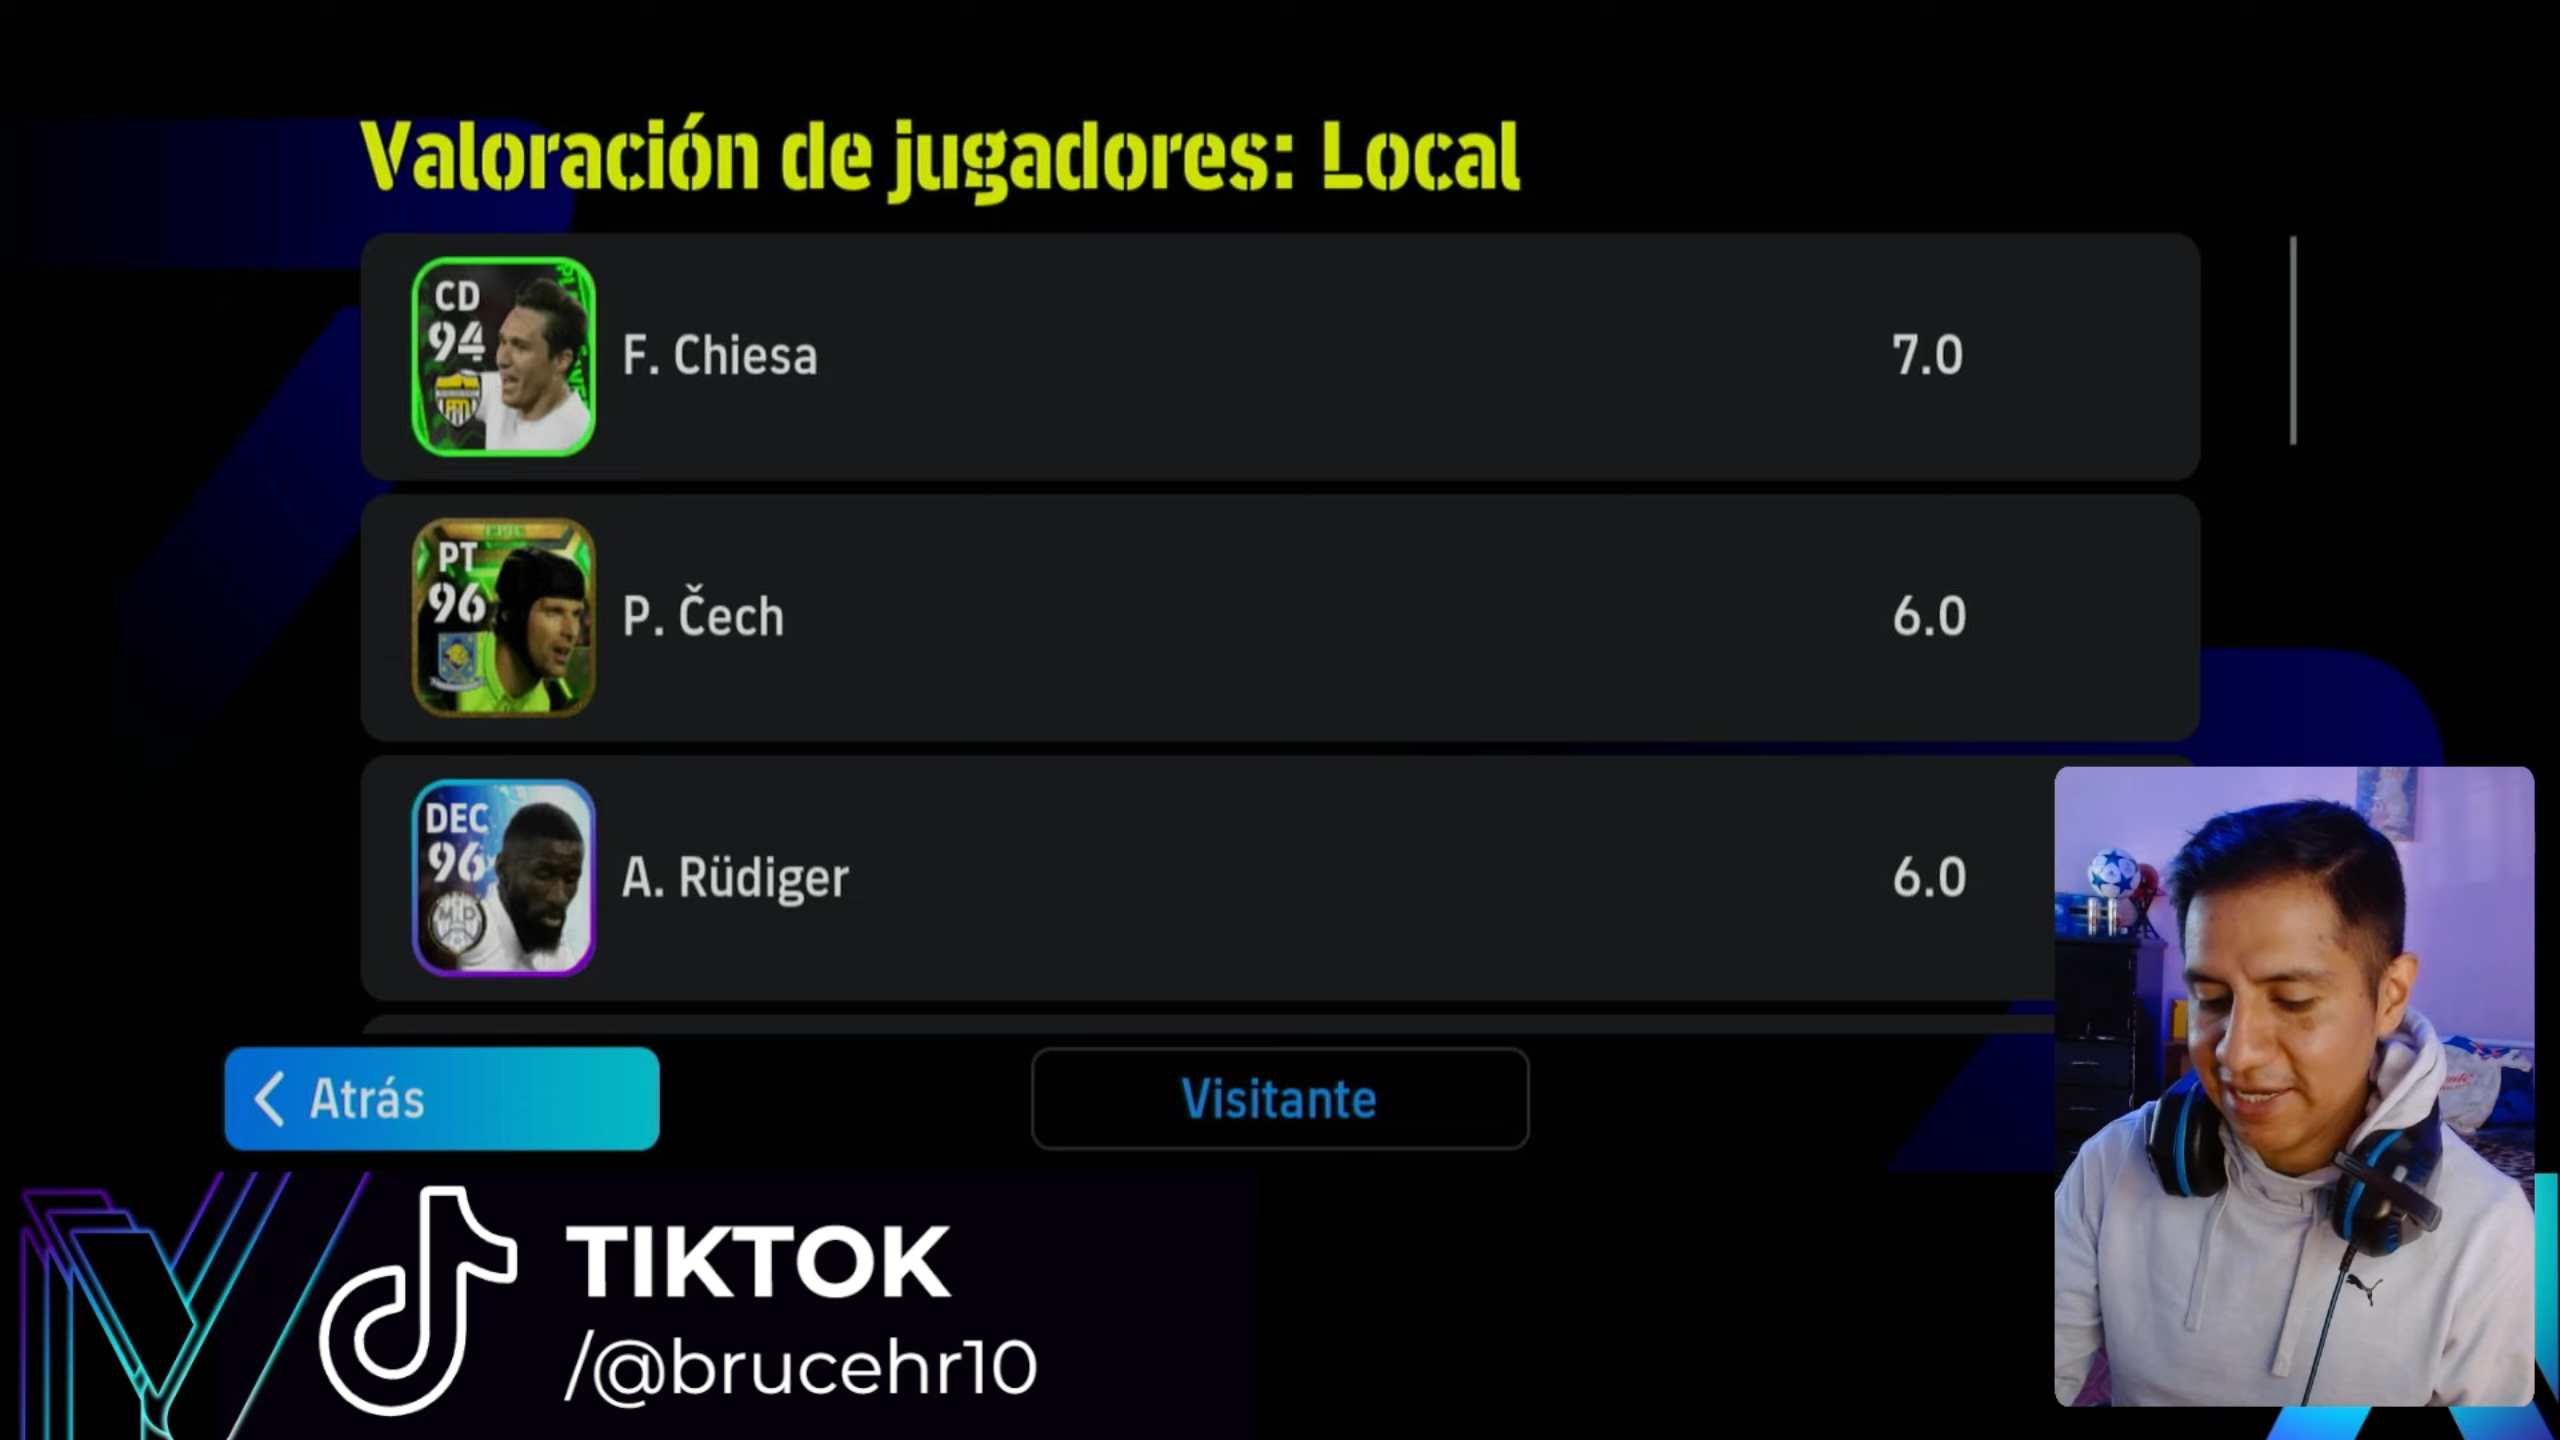 Valoración de jugadores: Local
CD
94
F. Chiesa
7.0
PT
96
P. Čech
6.0
DEC
96
A. Rüdiger
6.0
Atrás
Visitante
TIKTOK
/@brucehr10